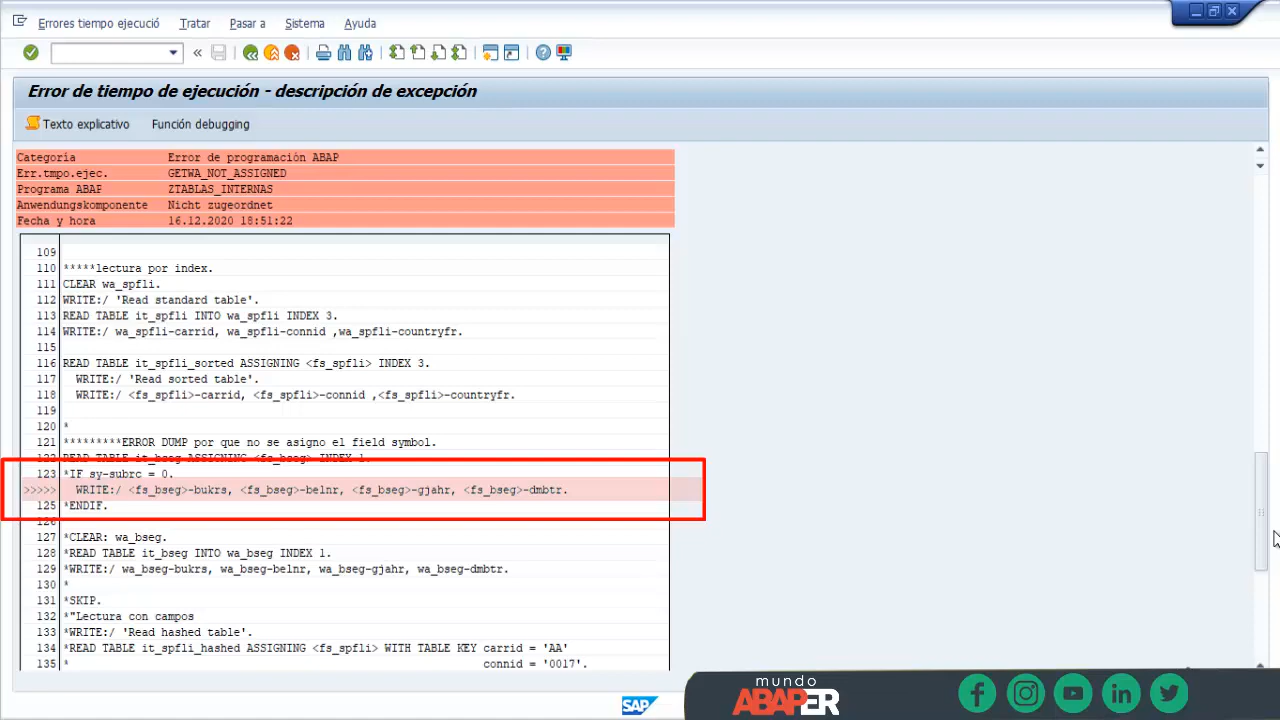 Errores tiempo ejecució Tratar Pasar a Sistema Ayuda
Error de tiempo de ejecución - descripción de excepción
Texto explicativo Función debugging
Categoría Error de programación ABAP
Err.tmpo.ejec. GETWA_NOT_ASSIGNED
Programa ABAP ZTABLAS_INTERNAS
Anwendungskomponente Nicht zugeordnet
Fecha y hora 16.12.2020 18:51:22
109
110 *****lectura por index.
111 CLEAR wa_spfli.
112 WRITE:/ 'Read standard table'.
113 READ TABLE it_spfli INTO wa_spfli INDEX 3.
114 WRITE:/ wa_spfli-carrid, wa_spfli-connid ,wa_spfli-countryfr.
115
116 READ TABLE it_spfli_sorted ASSIGNING <fs_spfli> INDEX 3.
117 WRITE:/ 'Read sorted table'.
118 WRITE:/ <fs_spfli>-carrid, <fs_spfli>-connid ,<fs_spfli>-countryfr.
119
120 *
121 *********ERROR DUMP por que no se asigno el field symbol.
122 READ TABLE it_bseg ASSIGNING <fs_bseg> INDEX 1.
123 *IF sy-subrc = 0.
>>>>> WRITE:/ <fs_bseg>-bukrs, <fs_bseg>-belnr, <fs_bseg>-gjahr, <fs_bseg>-dmbtr.
125 *ENDIF.
126
127 *CLEAR: wa_bseg.
128 *READ TABLE it_bseg INTO wa_bseg INDEX 1.
129 *WRITE:/ wa_bseg-bukrs, wa_bseg-belnr, wa_bseg-gjahr, wa_bseg-dmbtr.
130 *
131 *SKIP.
132 *"Lectura con campos
133 *WRITE:/ 'Read hashed table'.
134 *READ TABLE it_spfli_hashed ASSIGNING <fs_spfli> WITH TABLE KEY carrid = 'AA'
135 * connid = '0017'.
SAP
mundo
ABAPER